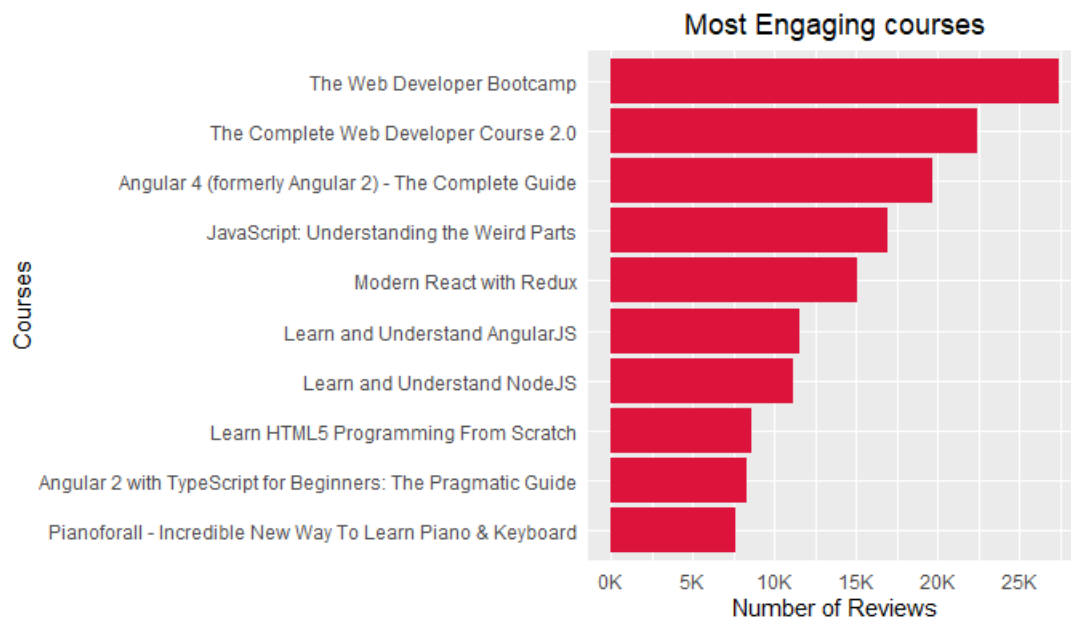 Most Engaging courses
The Web Developer Bootcamp
The Complete Web Developer Course 2.0
Angular 4 (formerly Angular 2) - The Complete Guide
JavaScript: Understanding the Weird Parts
Modern React with Redux
Learn and Understand AngularJS
Learn and Understand NodeJS
Learn HTML5 Programming From Scratch
Angular 2 with TypeScript for Beginners: The Pragmatic Guide
Pianoforall - Incredible New Way To Learn Piano & Keyboard
Courses
0K 5K 10K 15K 20K 25K
Number of Reviews